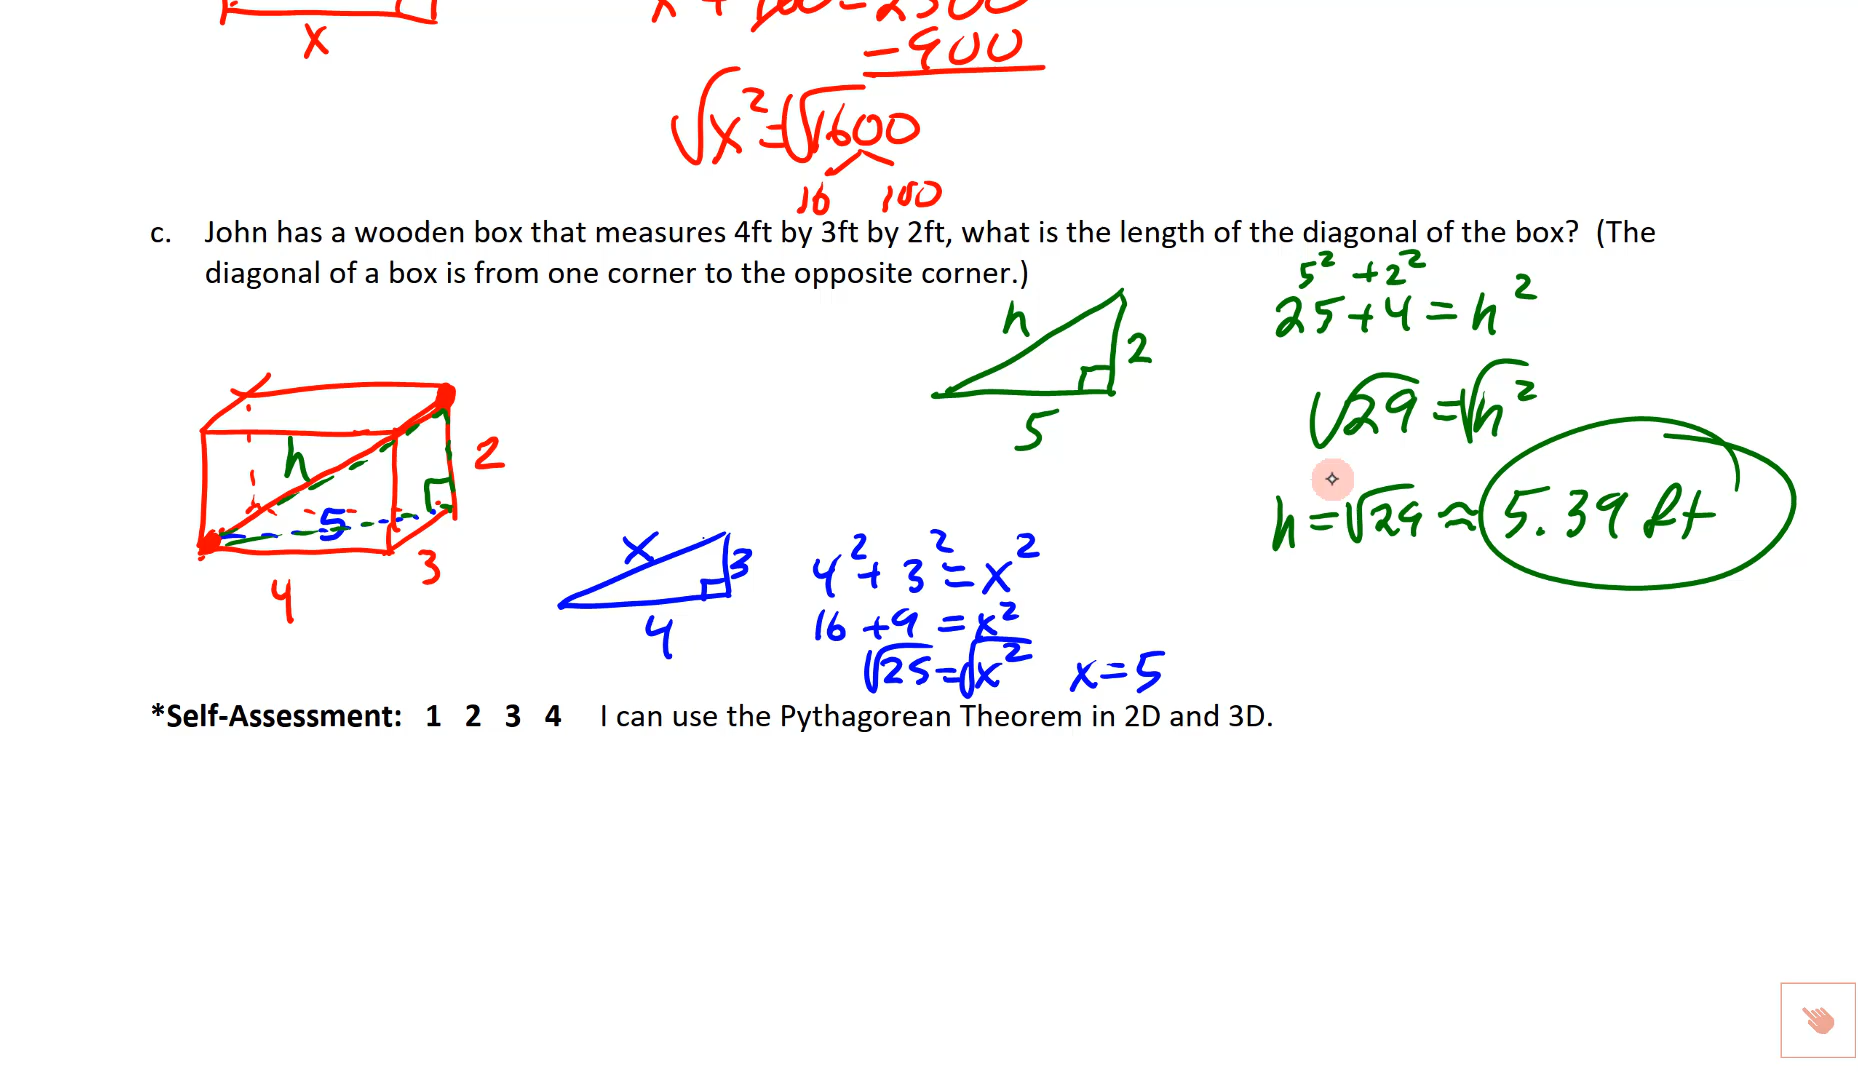 x
- 900
√x² = √1600
16 100
c. John has a wooden box that measures 4ft by 3ft by 2ft, what is the length of the diagonal of the box? (The
diagonal of a box is from one corner to the opposite corner.)
5² + 2²
25 + 4 = h²
h
2
5
√29 = √h²
h = √29 ≈ 5.39 ft
h
2
5
3
4
x
3
4
4² + 3² = x²
16 + 9 = x²
√25 = √x² x = 5
*Self-Assessment: 1 2 3 4 I can use the Pythagorean Theorem in 2D and 3D.